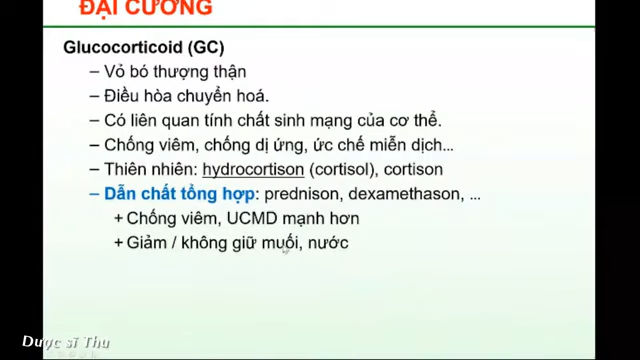 ĐẠI CƯƠNG
Glucocorticoid (GC)
– Vỏ bó thượng thận
– Điều hòa chuyển hoá.
– Có liên quan tính chất sinh mạng của cơ thể.
– Chống viêm, chống dị ứng, ức chế miễn dịch…
– Thiên nhiên: hydrocortison (cortisol), cortison
– Dẫn chất tổng hợp: prednison, dexamethason, …
+ Chống viêm, UCMD mạnh hơn
+ Giảm / không giữ muối, nước
Dược sĩ Thu